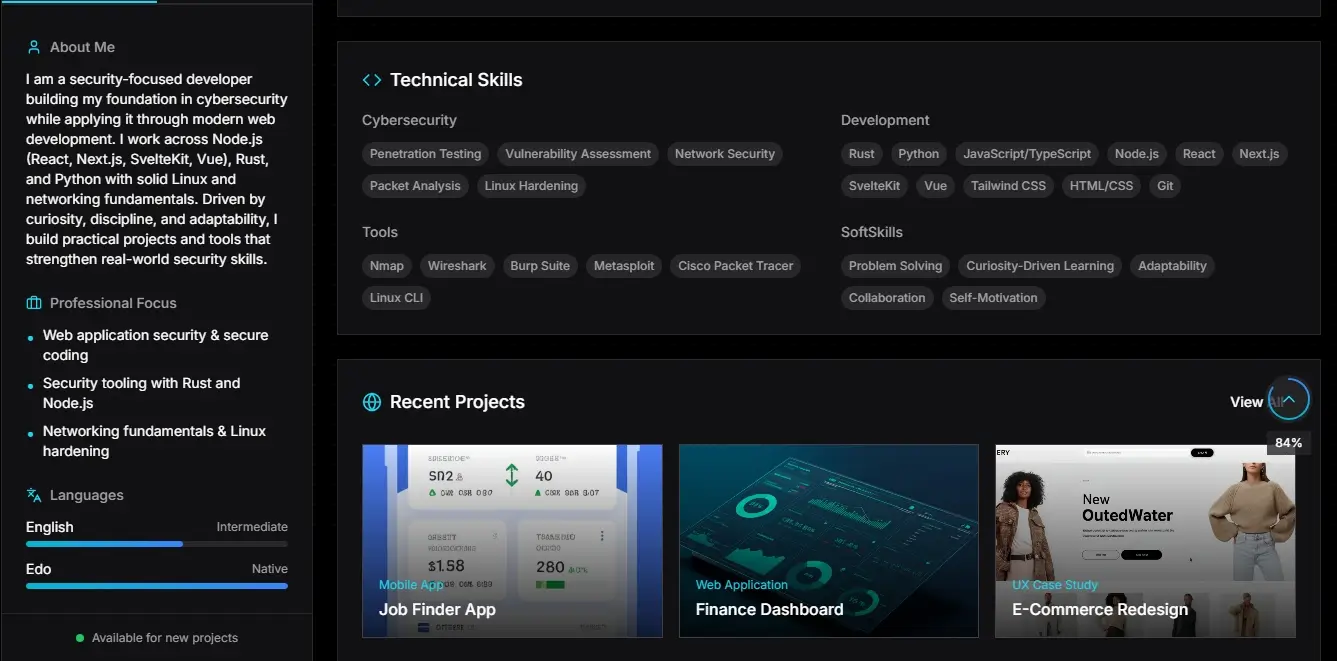 About Me
I am a security-focused developer
building my foundation in cybersecurity
while applying it through modern web
development. I work across Node.js
(React, Next.js, SvelteKit, Vue), Rust,
and Python with solid Linux and
networking fundamentals. Driven by
curiosity, discipline, and adaptability, I
build practical projects and tools that
strengthen real-world security skills.
Professional Focus
Web application security & secure
coding
Security tooling with Rust and
Node.js
Networking fundamentals & Linux
hardening
Languages
English Intermediate
Edo Native
Available for new projects
Technical Skills
Cybersecurity
Penetration Testing Vulnerability Assessment Network Security
Packet Analysis Linux Hardening
Development
Rust Python JavaScript/TypeScript Node.js React Next.js
SvelteKit Vue Tailwind CSS HTML/CSS Git
Tools
Nmap Wireshark Burp Suite Metasploit Cisco Packet Tracer
Linux CLI
SoftSkills
Problem Solving Curiosity-Driven Learning Adaptability
Collaboration Self-Motivation
Recent Projects
View All
84%
40
$1.58
280
Mobile App
Job Finder App
Web Application
Finance Dashboard
ERY
New
OutedWater
UX Case Study
E-Commerce Redesign